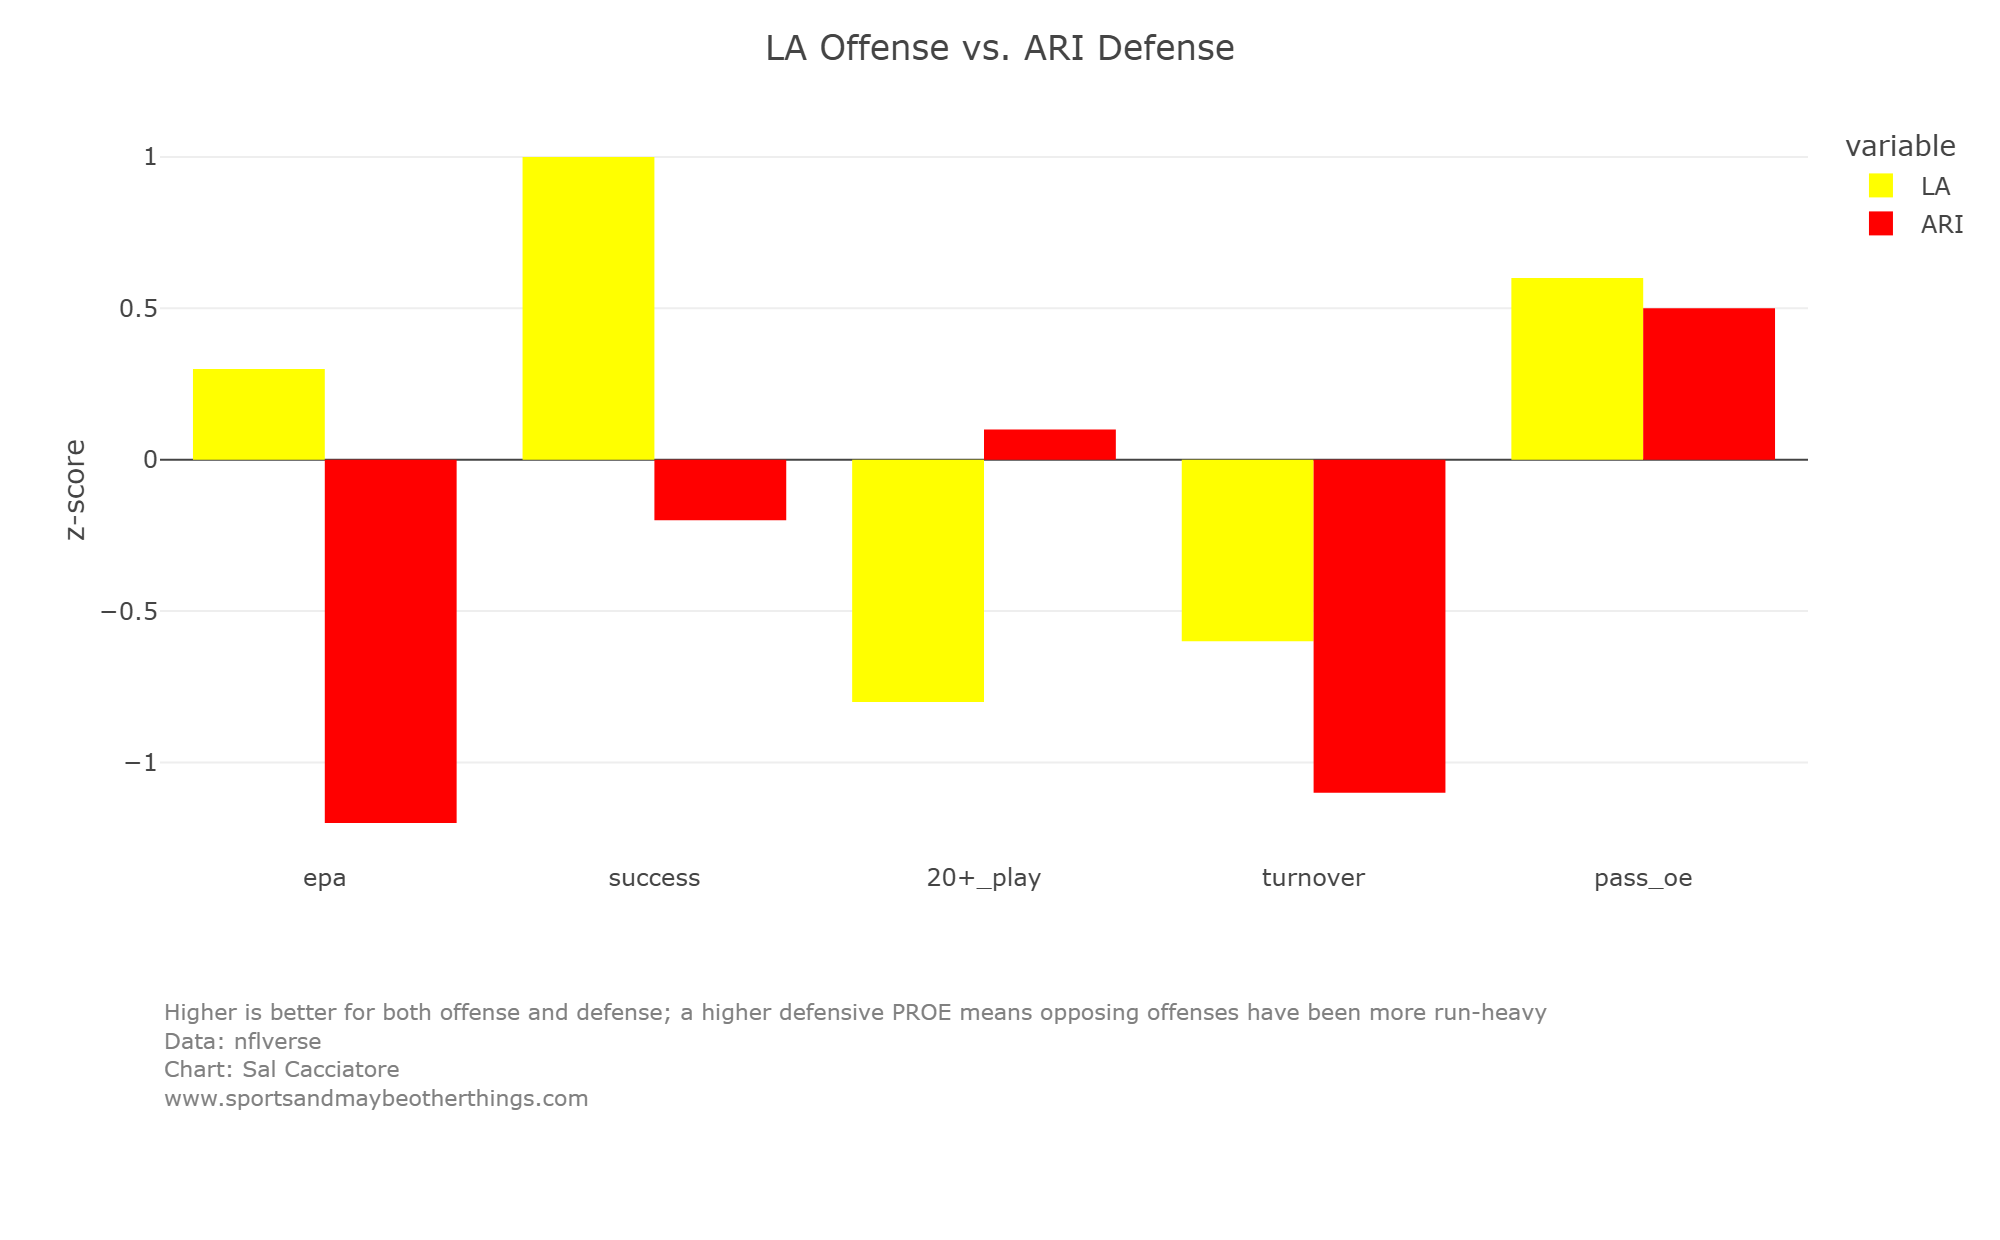 LA Offense vs. ARI Defense
variable
LA
ARI
1
0.5
0
−0.5
−1
z-score
epa
success
20+_play
turnover
pass_oe
Higher is better for both offense and defense; a higher defensive PROE means opposing offenses have been more run-heavy
Data: nflverse
Chart: Sal Cacciatore
www.sportsandmaybeotherthings.com